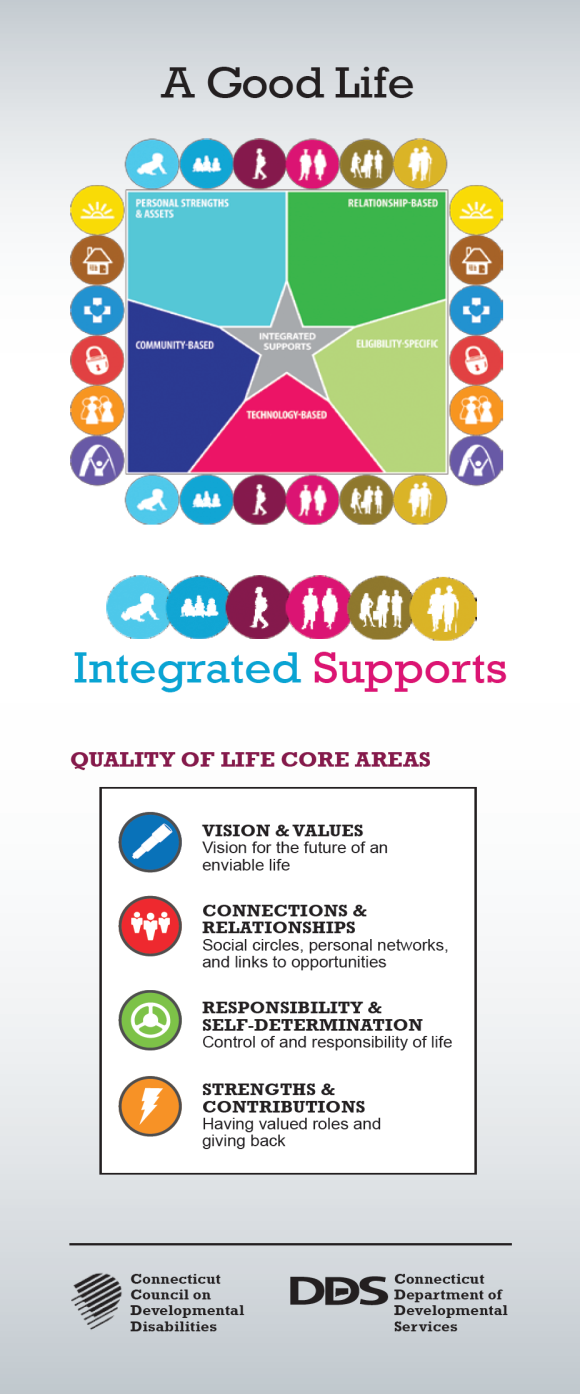 A Good Life
PERSONAL STRENGTHS
& ASSETS
RELATIONSHIP-BASED
INTEGRATED
SUPPORTS
COMMUNITY-BASED
ELIGIBILITY-SPECIFIC
TECHNOLOGY-BASED
Integrated Supports
QUALITY OF LIFE CORE AREAS
VISION & VALUES
Vision for the future of an
enviable life
CONNECTIONS &
RELATIONSHIPS
Social circles, personal networks,
and links to opportunities
RESPONSIBILITY &
SELF-DETERMINATION
Control of and responsibility of life
STRENGTHS &
CONTRIBUTIONS
Having valued roles and
giving back
Connecticut
Council on
Developmental
Disabilities
DDS
Connecticut
Department of
Developmental
Services